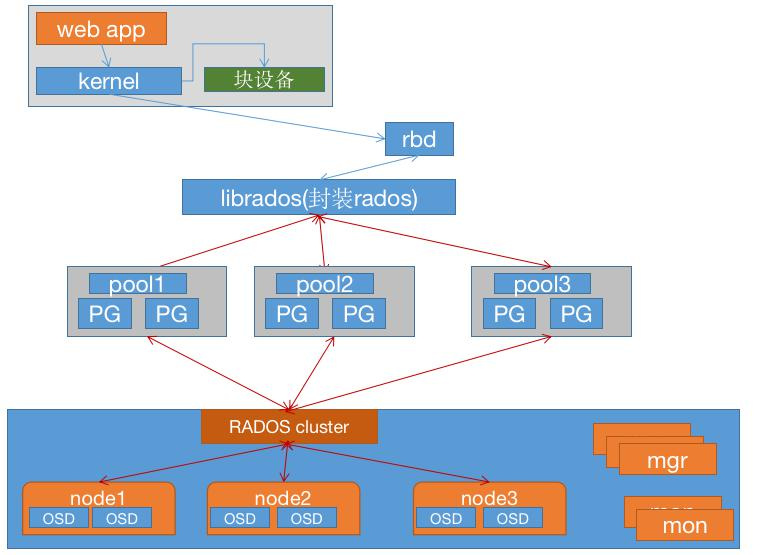 web app
kernel
块设备
rbd
librados(封装rados)
pool1
PG PG
pool2
PG PG
pool3
PG PG
RADOS cluster
node1
OSD OSD
node2
OSD OSD
node3
OSD OSD
mgr
mon
mon